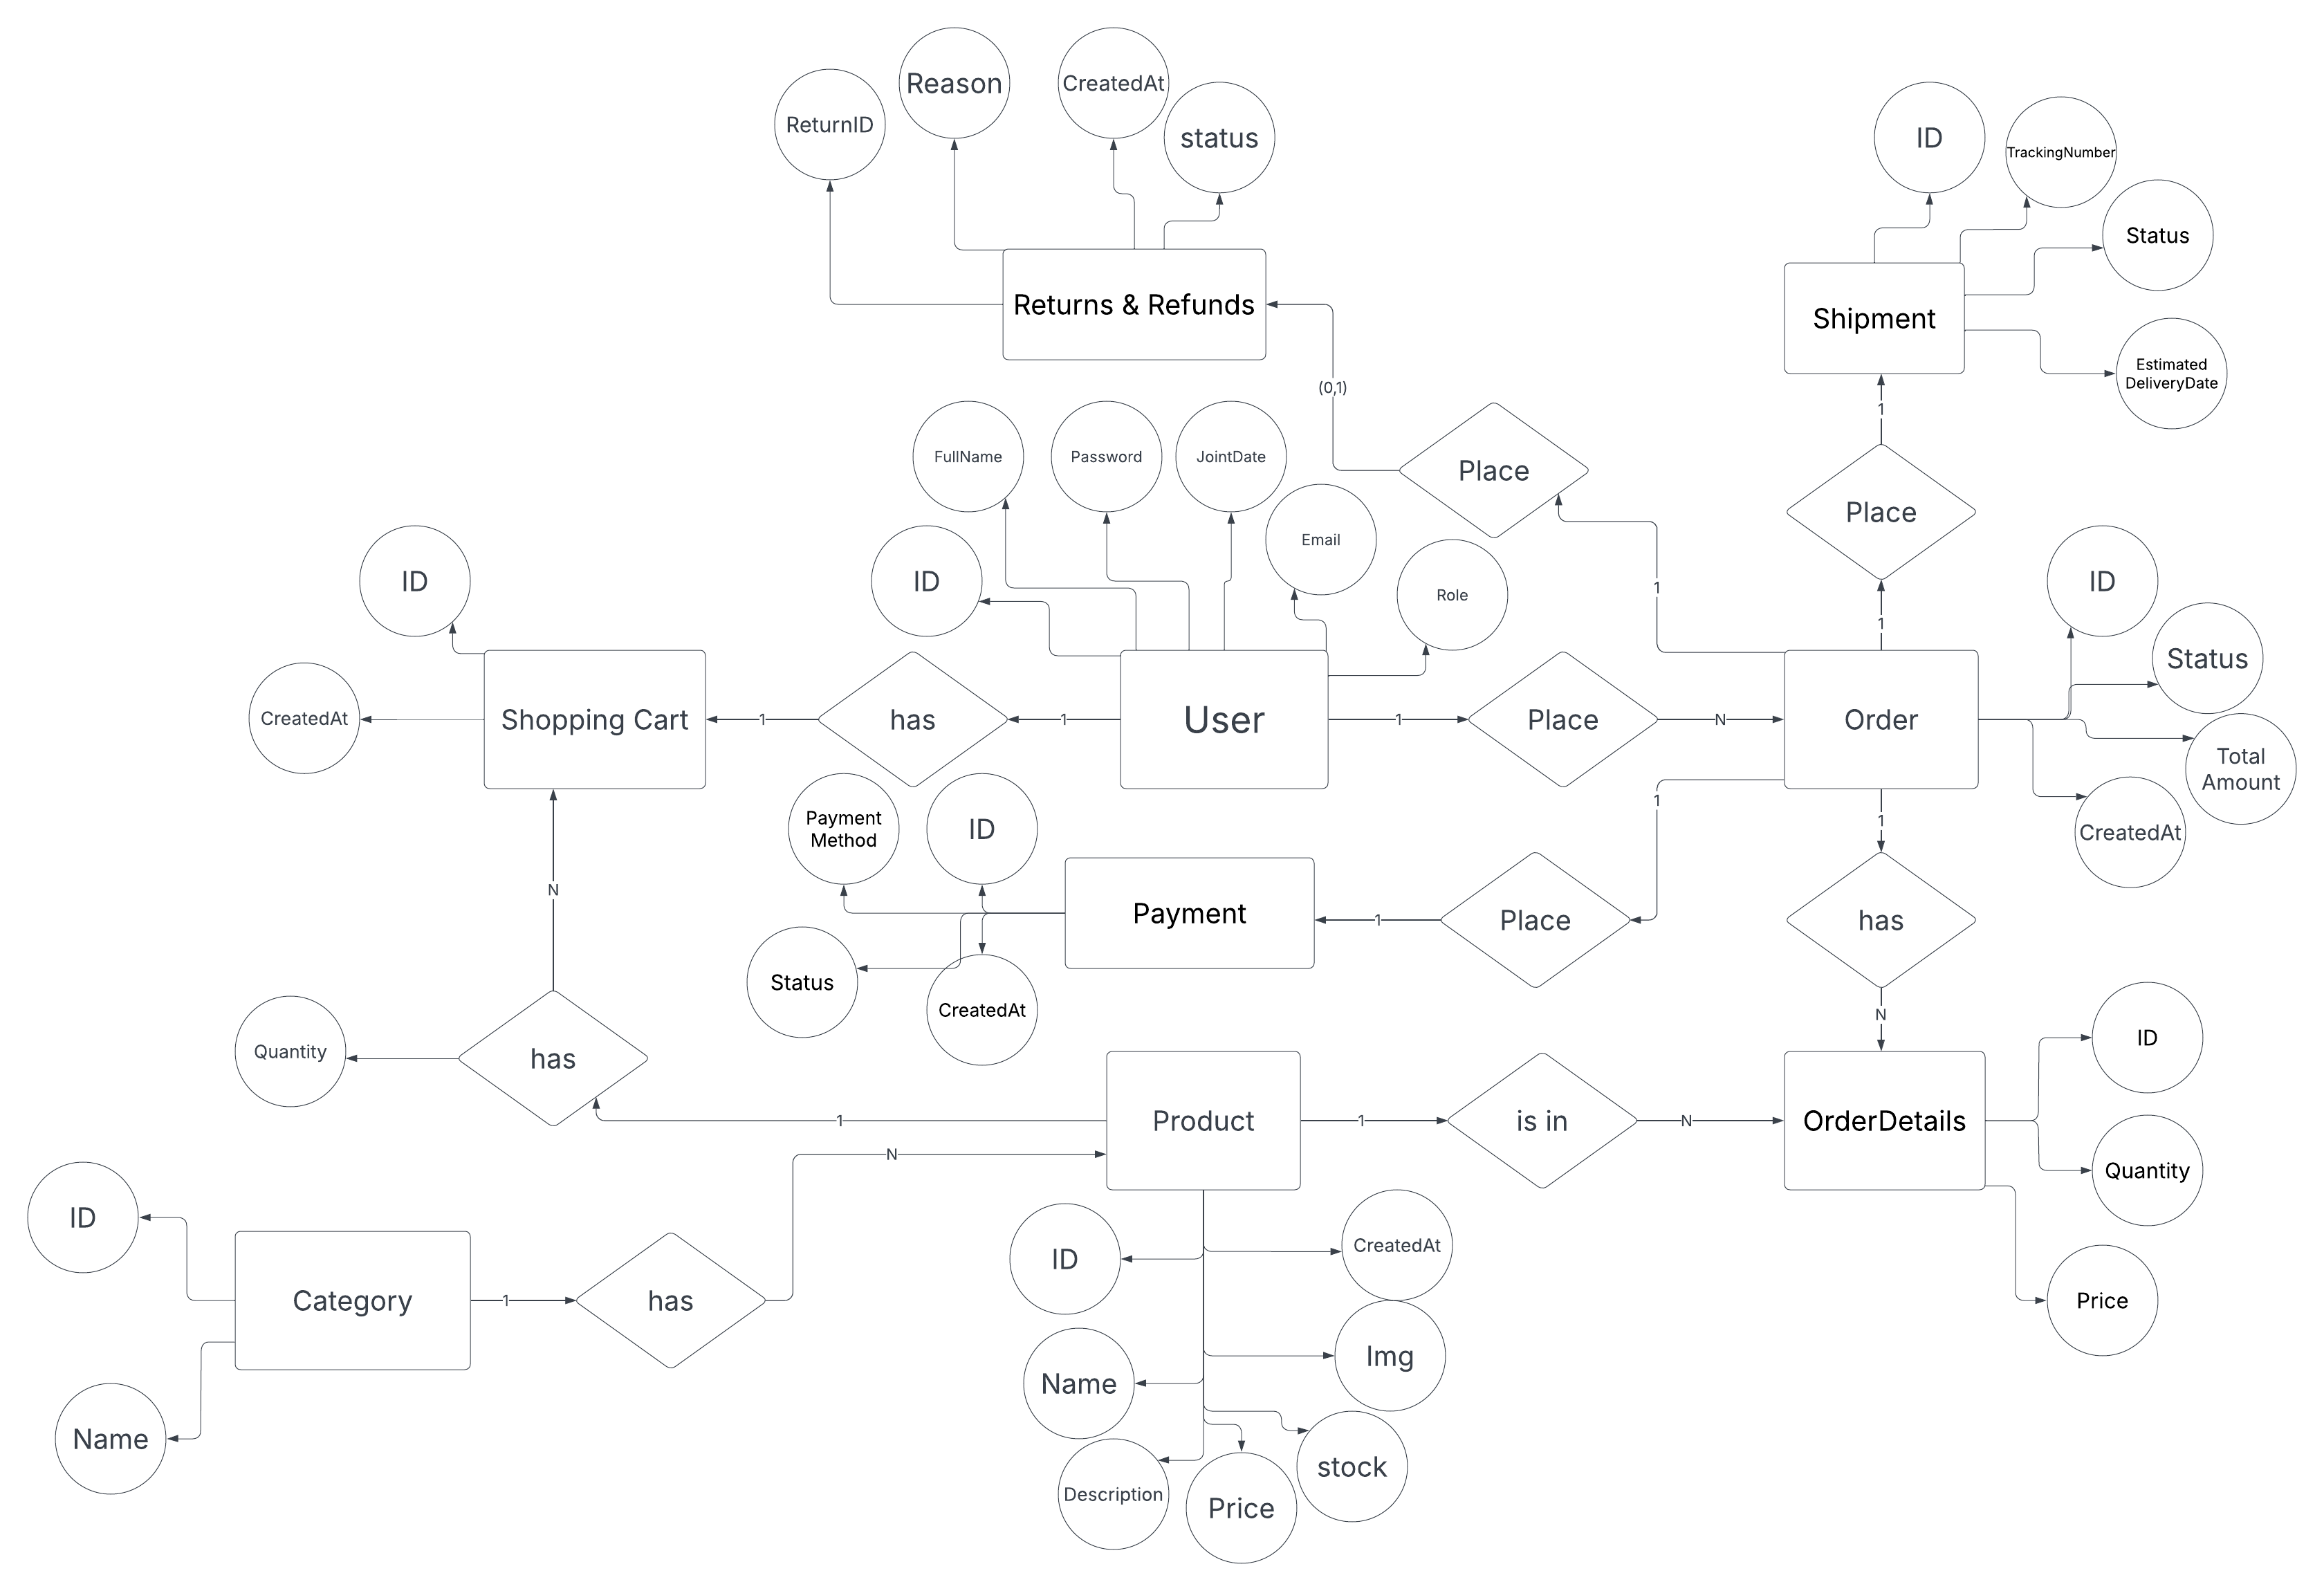 Reason
CreatedAt
ReturnID
status
ID
TrackingNumber
Status
Returns & Refunds
Shipment
Estimated
DeliveryDate
(0,1)
1
FullName
Password
JointDate
Place
Place
Email
ID
ID
Role
1
1
ID
Status
CreatedAt
Shopping Cart
1
has
1
User
1
Place
N
Order
Total
Amount
Payment
Method
ID
1
1
CreatedAt
N
Payment
1
Place
has
Status
CreatedAt
N
Quantity
has
ID
1
Product
1
is in
N
OrderDetails
N
Quantity
ID
ID
CreatedAt
Category
1
has
Price
Img
Name
Name
stock
Description
Price